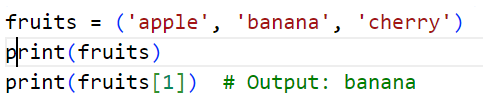 fruits = ('apple', 'banana', 'cherry')
print(fruits)
print(fruits[1])  # Output: banana